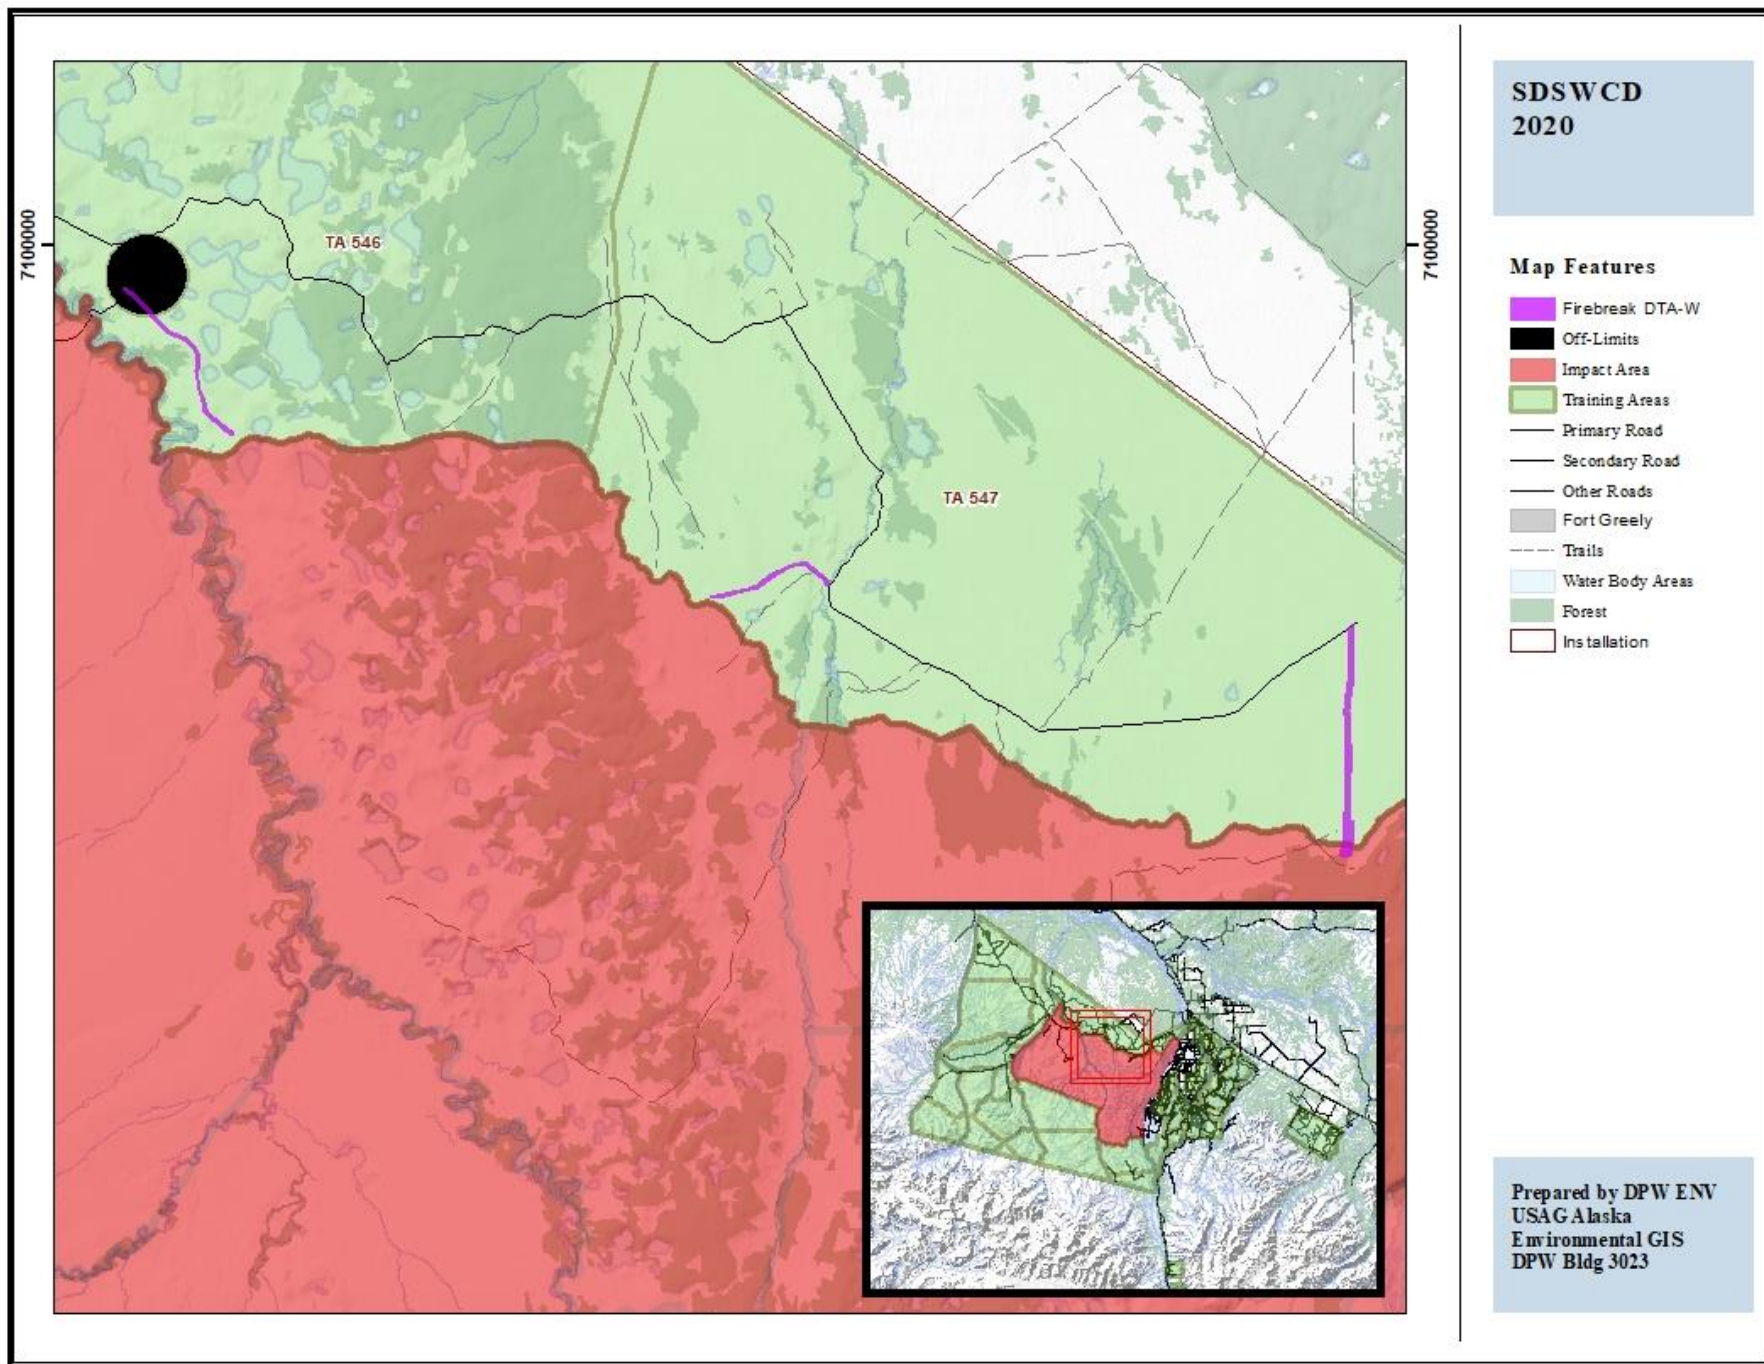 SDSWCD
2020
7100000
7100000
TA 546
TA 547
Map Features
Firebreak DTA-W
Off-Limits
Impact Area
Training Areas
Primary Road
Secondary Road
Other Roads
Fort Greely
Trails
Water Body Areas
Forest
Installation
Prepared by DPW ENV
USAG Alaska
Environmental GIS
DPW Bldg 3023